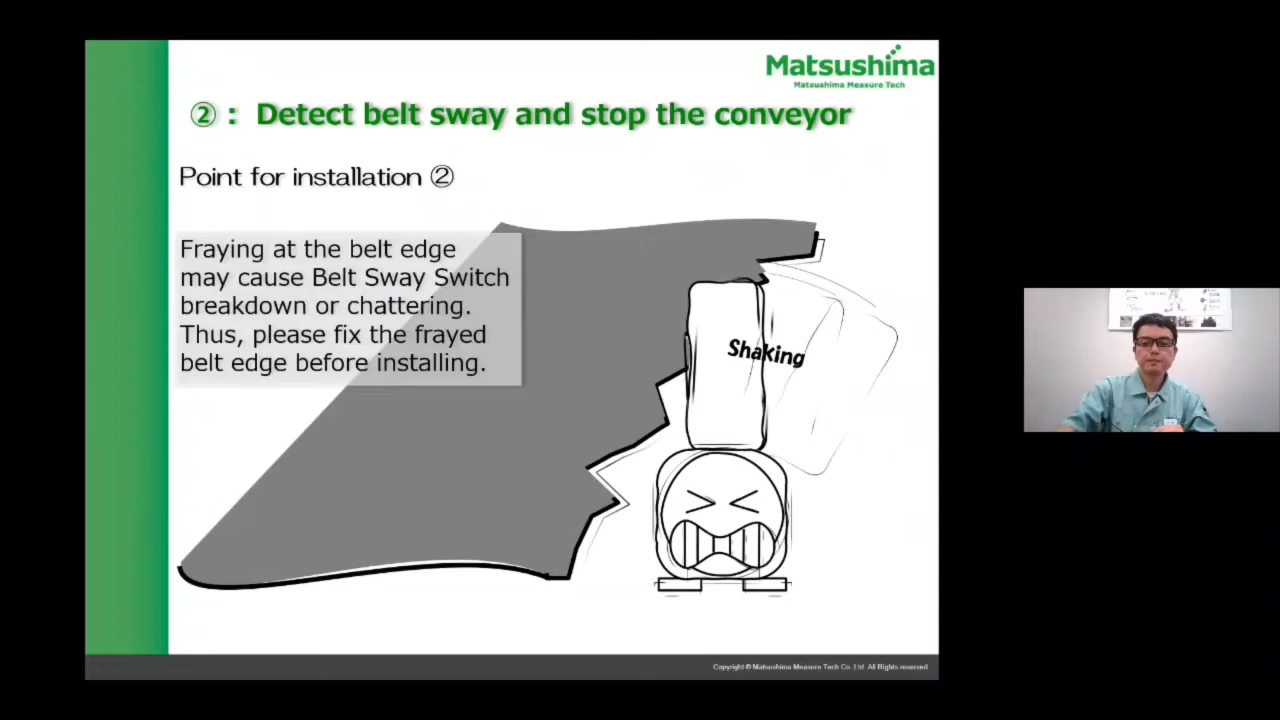 Matsushima
Matsushima Measure Tech
②： Detect belt sway and stop the conveyor
Point for installation ②
Fraying at the belt edge
may cause Belt Sway Switch
breakdown or chattering.
Thus, please fix the frayed
belt edge before installing.
Shaking
Copyright © Matsushima Measure Tech Co. Ltd. All Rights reserved